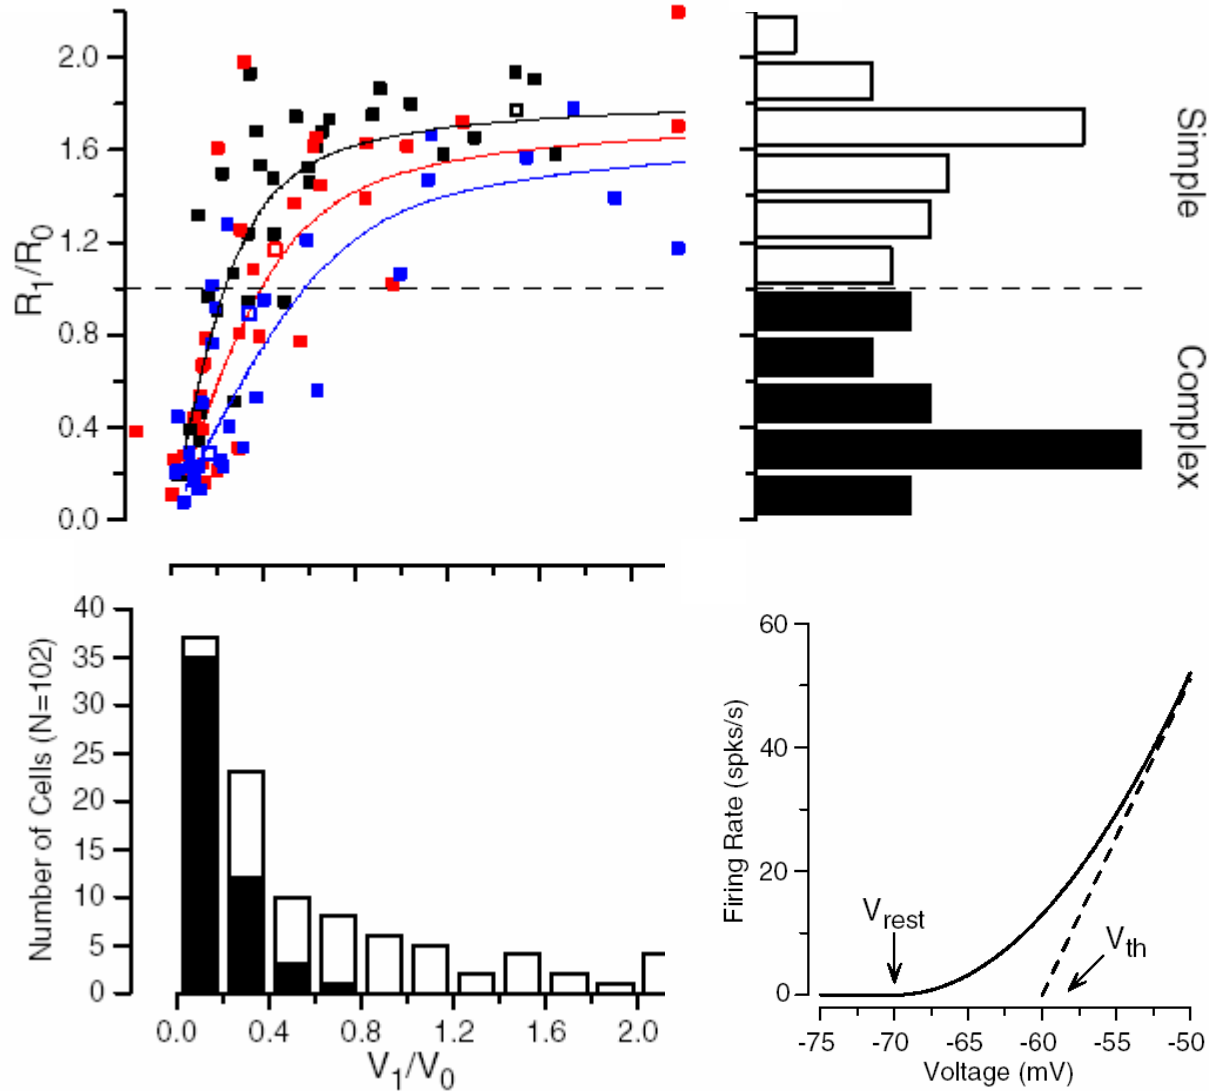 2.0
1.6
1.2
0.8
0.4
0.0
R1/R0
Simple
Complex
40
35
30
25
20
15
10
5
0
Number of Cells (N=102)
0.0 0.4 0.8 1.2 1.6 2.0
V1/V0
60
40
20
0
Firing Rate (spks/s)
Vrest
Vth
-75 -70 -65 -60 -55 -50
Voltage (mV)